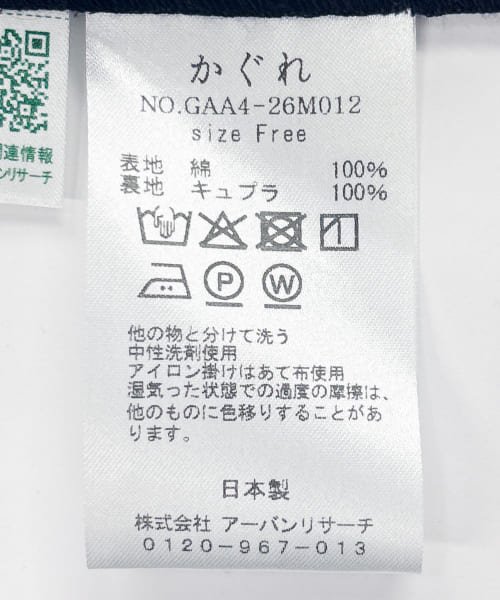 かぐれ
NO.GAA4-26M012
size Free
表地 綿 100%
裏地 キュプラ 100%
P
W
他の物と分けて洗う
中性洗剤使用
アイロン掛けはあて布使用
湿気った状態での過度の摩擦は、
他のものに色移りすることがあ
ります。
日本製
株式会社 アーバンリサーチ
0120-967-013
連情報
ンリサーチ